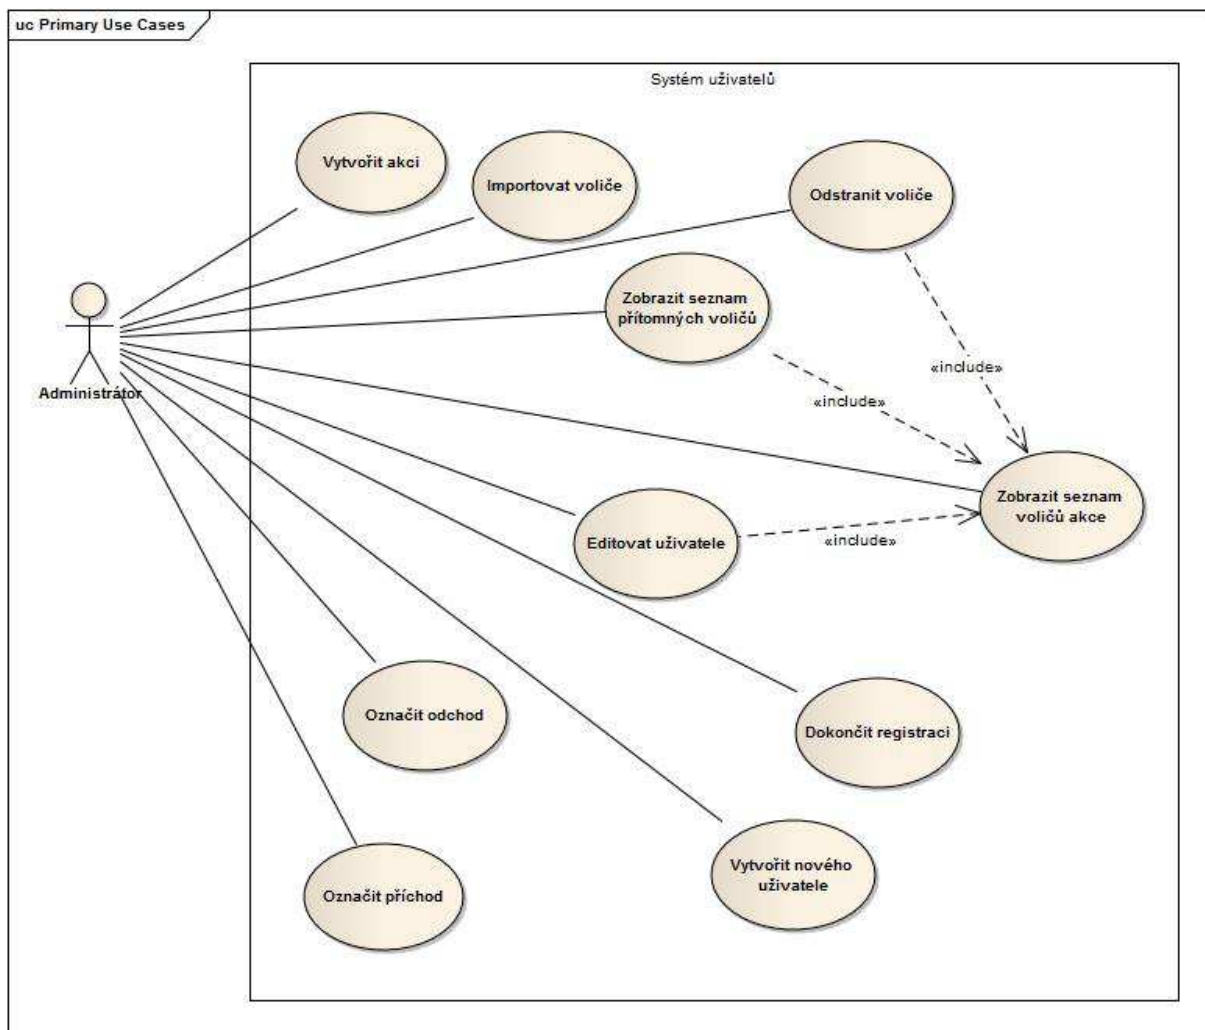 uc Primary Use Cases
Systém uživatelů
Vytvořit akci
Importovat voliče
Odstranit voliče
Zobrazit seznam
přítomných voličů
«include»
«include»
Administrátor
Zobrazit seznam
voličů akce
Editovat uživatele
«include»
Označit odchod
Dokončit registraci
Vytvořit nového
uživatele
Označit příchod